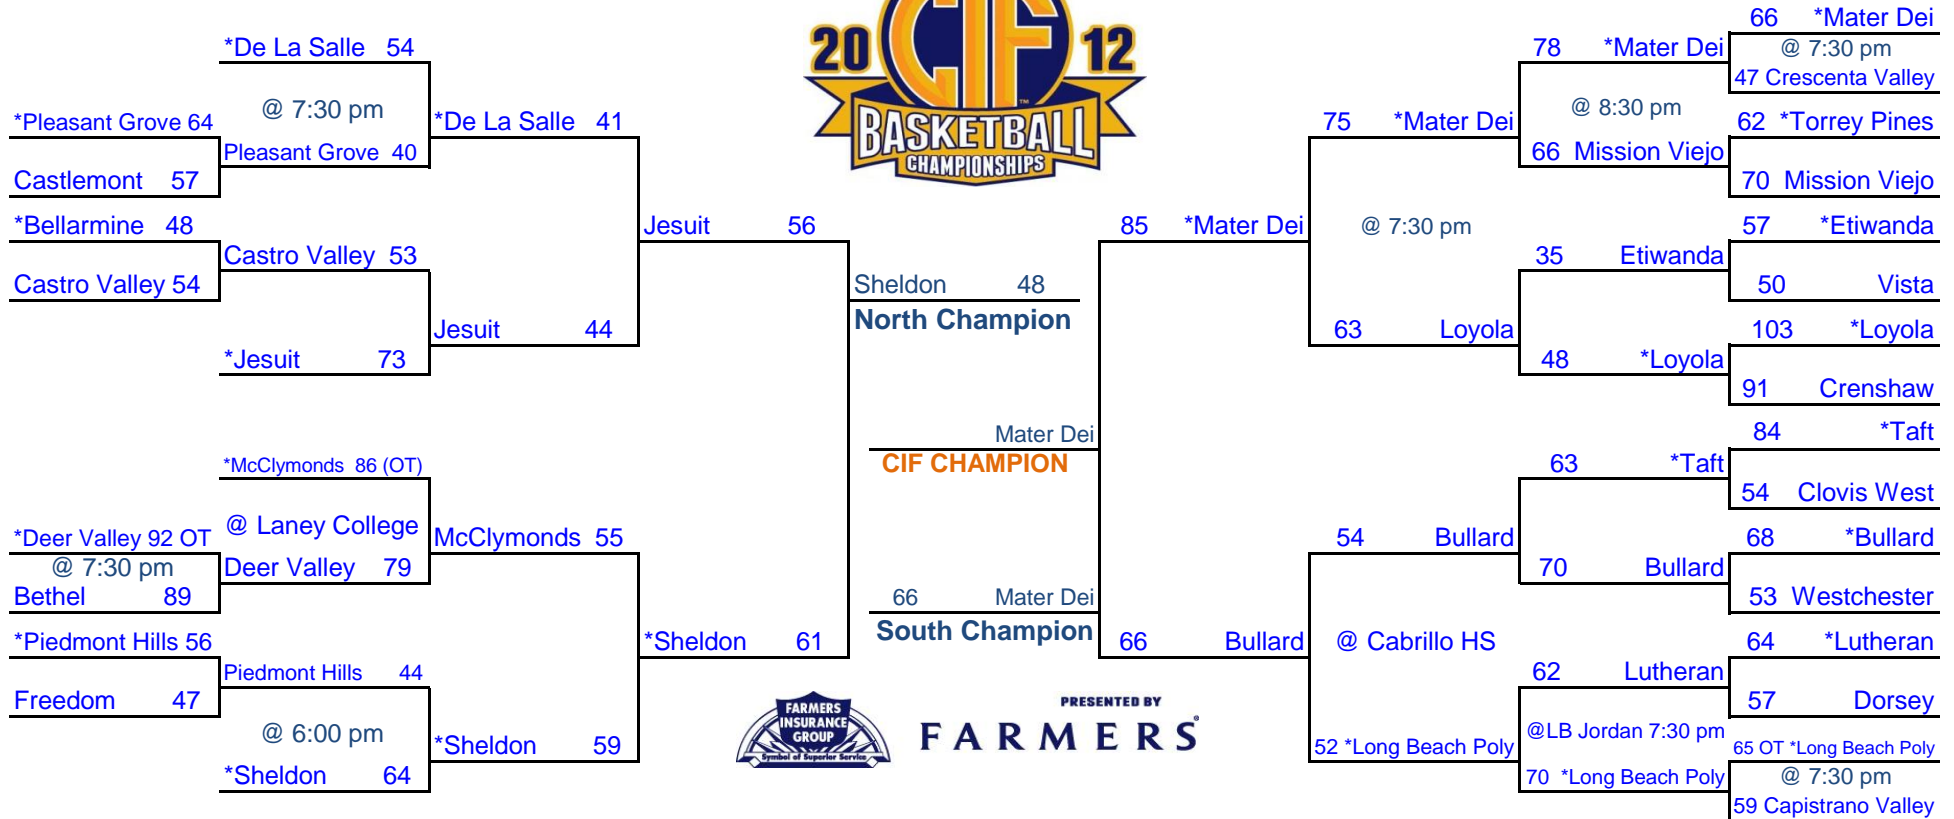 *De La Salle 54
@ 7:30 pm
*Pleasant Grove 64
Pleasant Grove 40
Castlemont 57
*De La Salle 41
*Bellarmine 48
Castro Valley 53
Castro Valley 54
Jesuit 44
*Jesuit 73
Jesuit 56
*McClymonds 86 (OT)
@ Laney College
*Deer Valley 92 OT
@ 7:30 pm
Deer Valley 79
Bethel 89
McClymonds 55
*Piedmont Hills 56
Piedmont Hills 44
Freedom 47
@ 6:00 pm
*Sheldon 59
*Sheldon 64
*Sheldon 61
20 CIF 12
™
BASKETBALL
CHAMPIONSHIPS
Sheldon 48
North Champion
Mater Dei
CIF CHAMPION
66 Mater Dei
South Champion
FARMERS
INSURANCE
GROUP
Symbol of Superior Service
PRESENTED BY
FARMERS®
85 *Mater Dei
66 Bullard
75 *Mater Dei
@ 7:30 pm
63 Loyola
54 Bullard
@ Cabrillo HS
52 *Long Beach Poly
78 *Mater Dei
@ 8:30 pm
66 Mission Viejo
35 Etiwanda
48 *Loyola
63 *Taft
70 Bullard
62 Lutheran
@LB Jordan 7:30 pm
70 *Long Beach Poly
66 *Mater Dei
@ 7:30 pm
47 Crescenta Valley
62 *Torrey Pines
70 Mission Viejo
57 *Etiwanda
50 Vista
103 *Loyola
91 Crenshaw
84 *Taft
54 Clovis West
68 *Bullard
53 Westchester
64 *Lutheran
57 Dorsey
65 OT *Long Beach Poly
@ 7:30 pm
59 Capistrano Valley